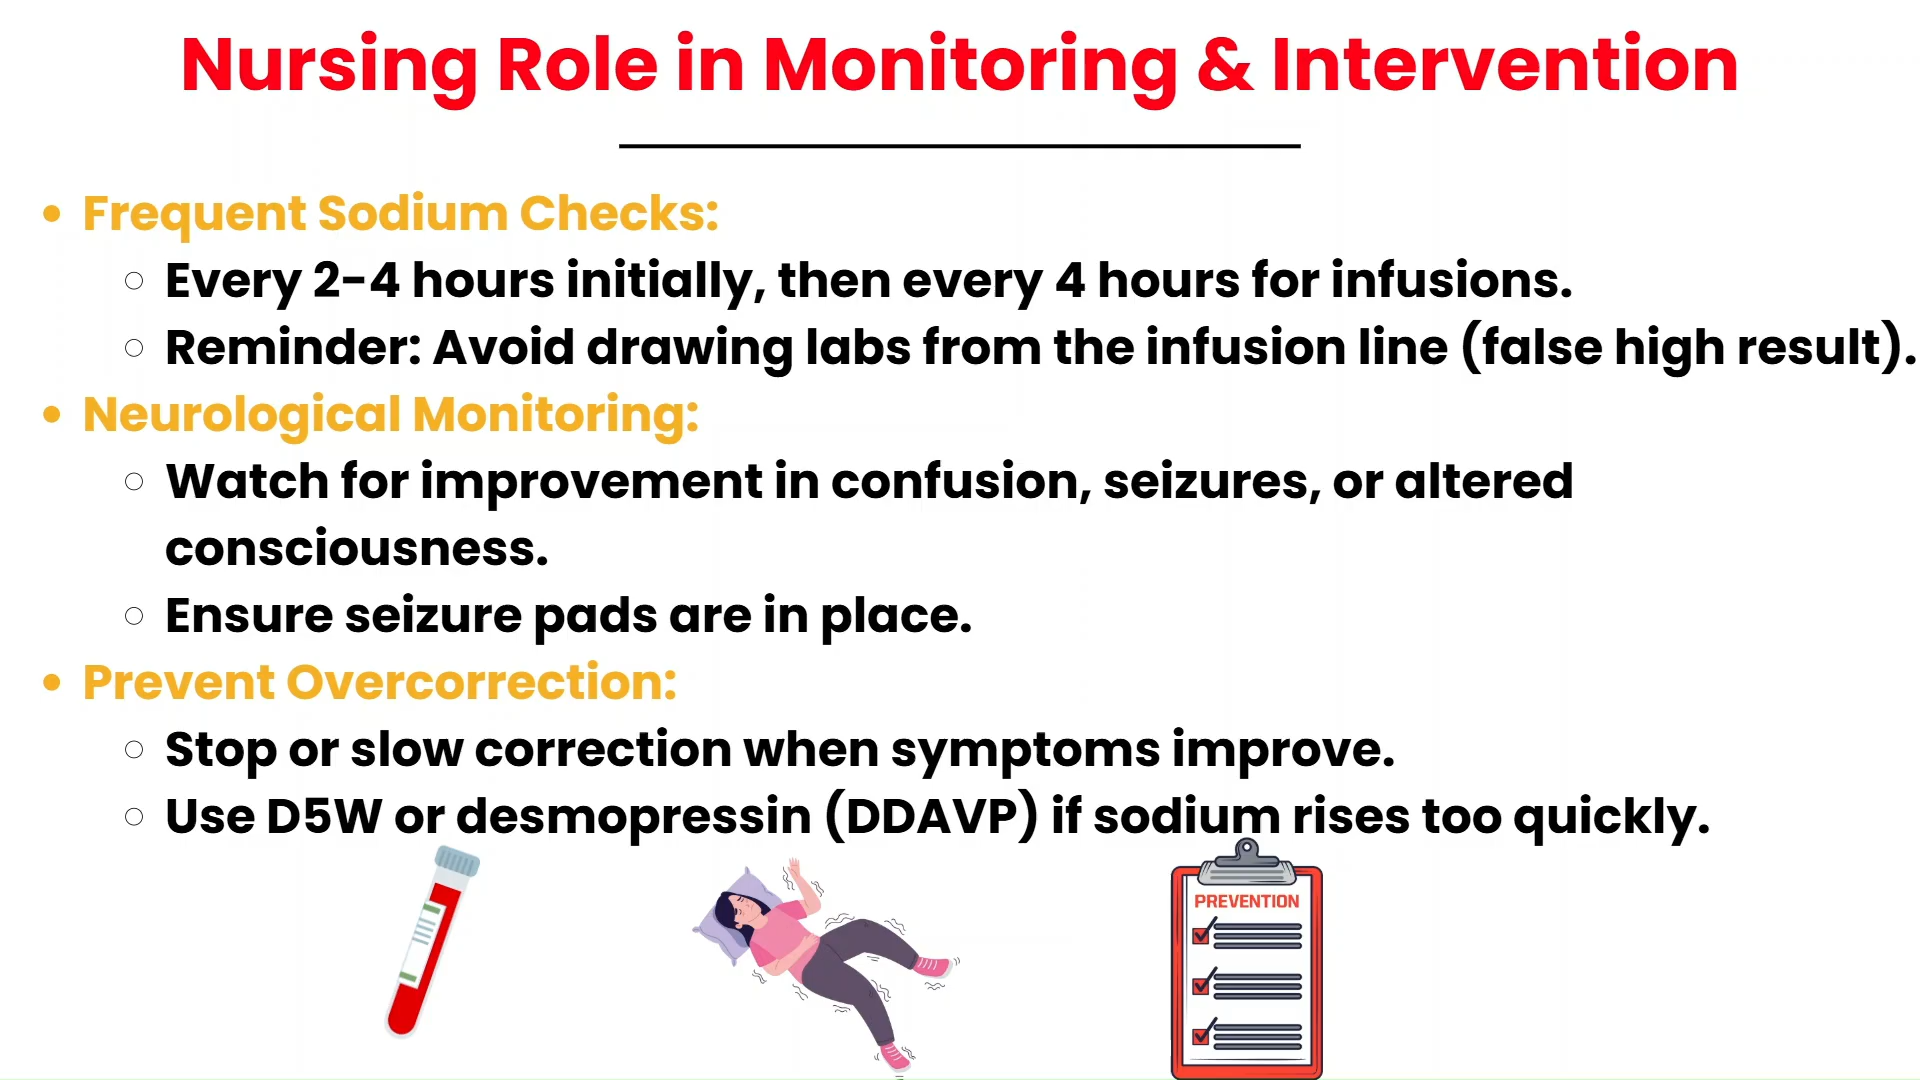 Nursing Role in Monitoring & Intervention
Frequent Sodium Checks:
Every 2-4 hours initially, then every 4 hours for infusions.
Reminder: Avoid drawing labs from the infusion line (false high result).
Neurological Monitoring:
Watch for improvement in confusion, seizures, or altered
consciousness.
Ensure seizure pads are in place.
Prevent Overcorrection:
Stop or slow correction when symptoms improve.
Use D5W or desmopressin (DDAVP) if sodium rises too quickly.
PREVENTION